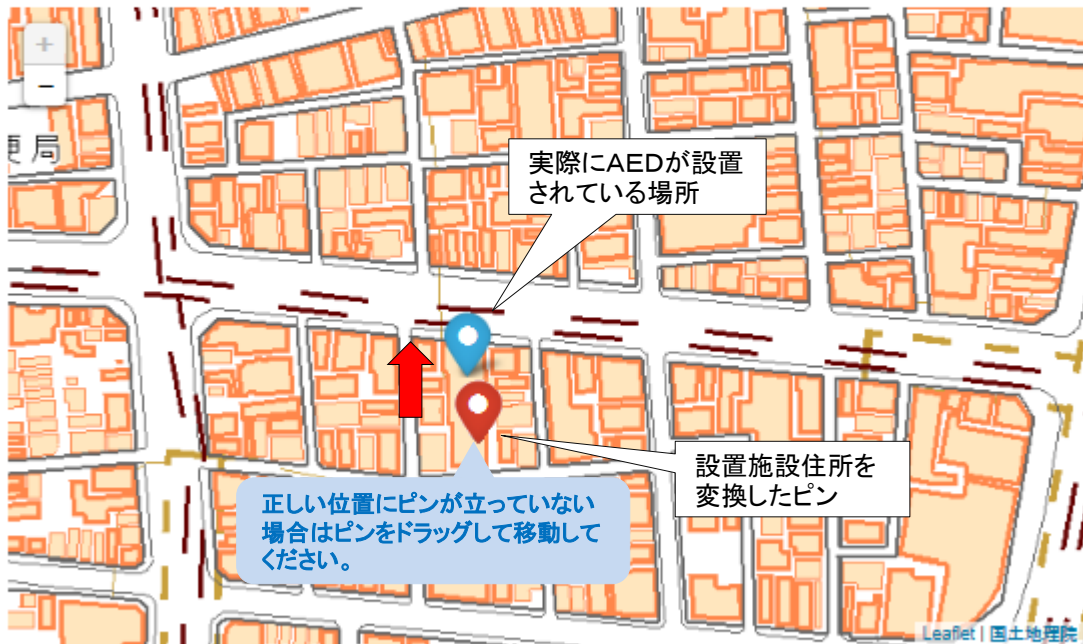 +
−
便局
実際にAEDが設置
されている場所
設置施設住所を
変換したピン
正しい位置にピンが立っていない
場合はピンをドラッグして移動して
ください。
Leaflet | 国土地理院